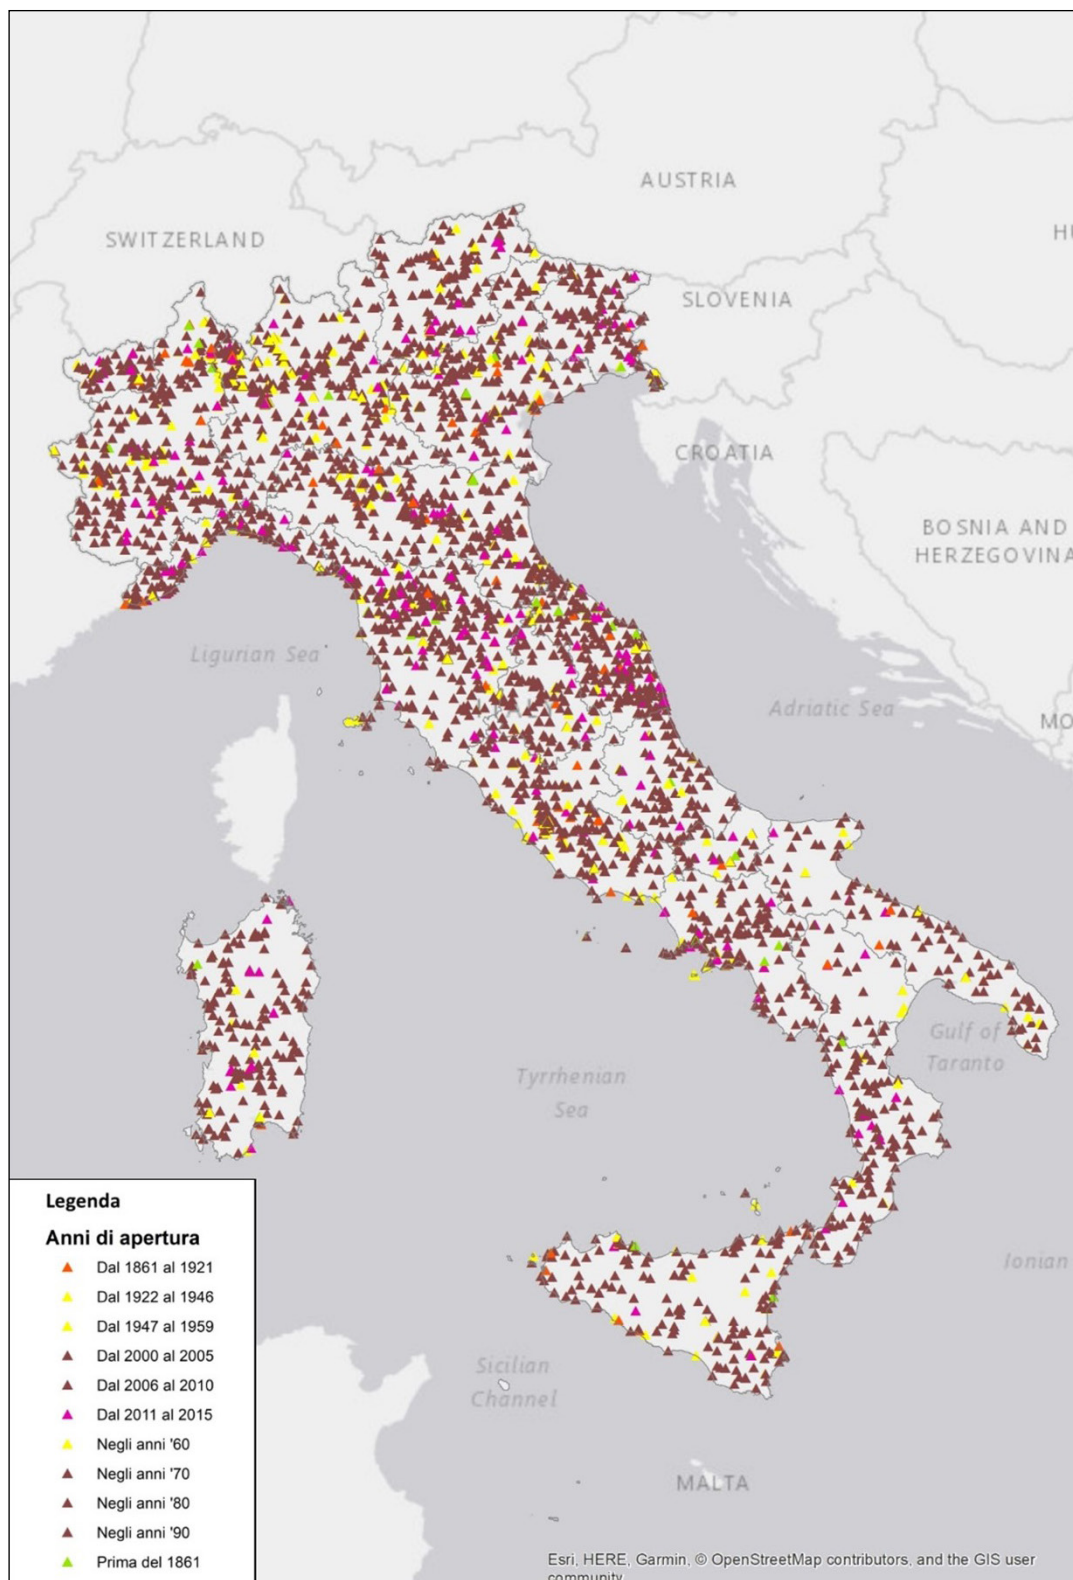 AUSTRIA
SWITZERLAND
HU
SLOVENIA
CROATIA
BOSNIA AND
HERZEGOVINA
Ligurian Sea
Adriatic Sea
MO
Gulf of
Taranto
Tyrrhenian
Sea
Ionian
Sicilian
Channel
MALTA
Legenda
Anni di apertura
Dal 1861 al 1921
Dal 1922 al 1946
Dal 1947 al 1959
Dal 2000 al 2005
Dal 2006 al 2010
Dal 2011 al 2015
Negli anni '60
Negli anni '70
Negli anni '80
Negli anni '90
Prima del 1861
Esri, HERE, Garmin, © OpenStreetMap contributors, and the GIS user
community